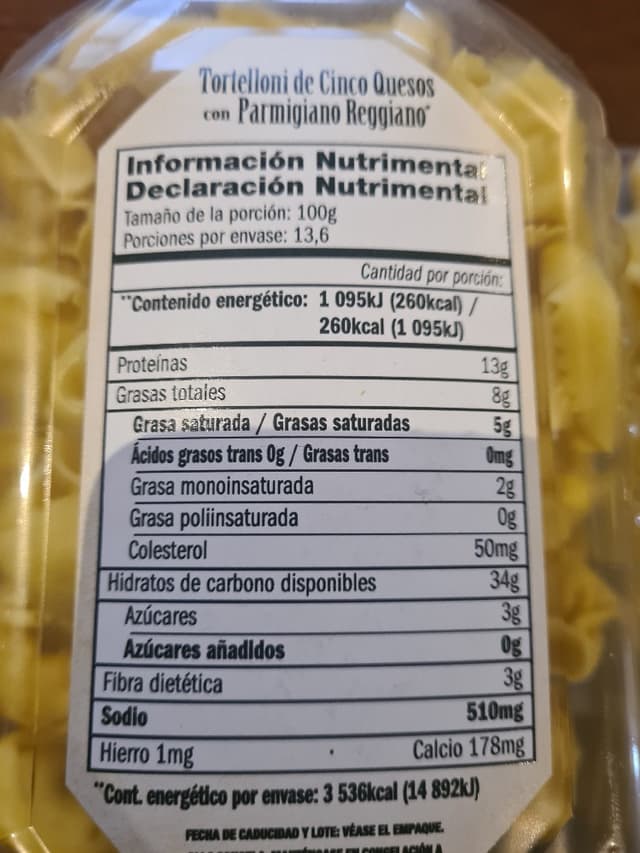 Tortelloni de Cinco Quesos
con Parmigiano Reggiano*
Información Nutrimental
Declaración Nutrimental
Tamaño de la porción: 100g
Porciones por envase: 13,6
Cantidad por porción:
**Contenido energético: 1 095kJ (260kcal) /
260kcal (1 095kJ)
Proteínas 13g
Grasas totales 8g
Grasa saturada / Grasas saturadas 5g
Ácidos grasos trans 0g / Grasas trans 0mg
Grasa monoinsaturada 2g
Grasa poliinsaturada 0g
Colesterol 50mg
Hidratos de carbono disponibles 34g
Azúcares 3g
Azúcares añadidos 0g
Fibra dietética 3g
Sodio 510mg
Hierro 1mg Calcio 178mg
**Cont. energético por envase: 3 536kcal (14 892kJ)
FECHA DE CADUCIDAD Y LOTE: VÉASE EL EMPAQUE.